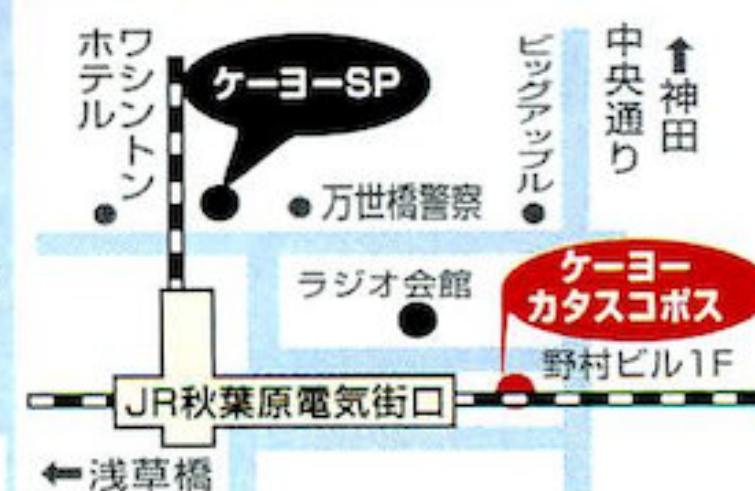 ワシントン
ホテル
ケーヨーSP
ビッグアップル
中央通り
↑神田
万世橋警察
ラジオ会館
ケーヨー
カタスコポス
野村ビル1F
JR秋葉原電気街口
←浅草橋